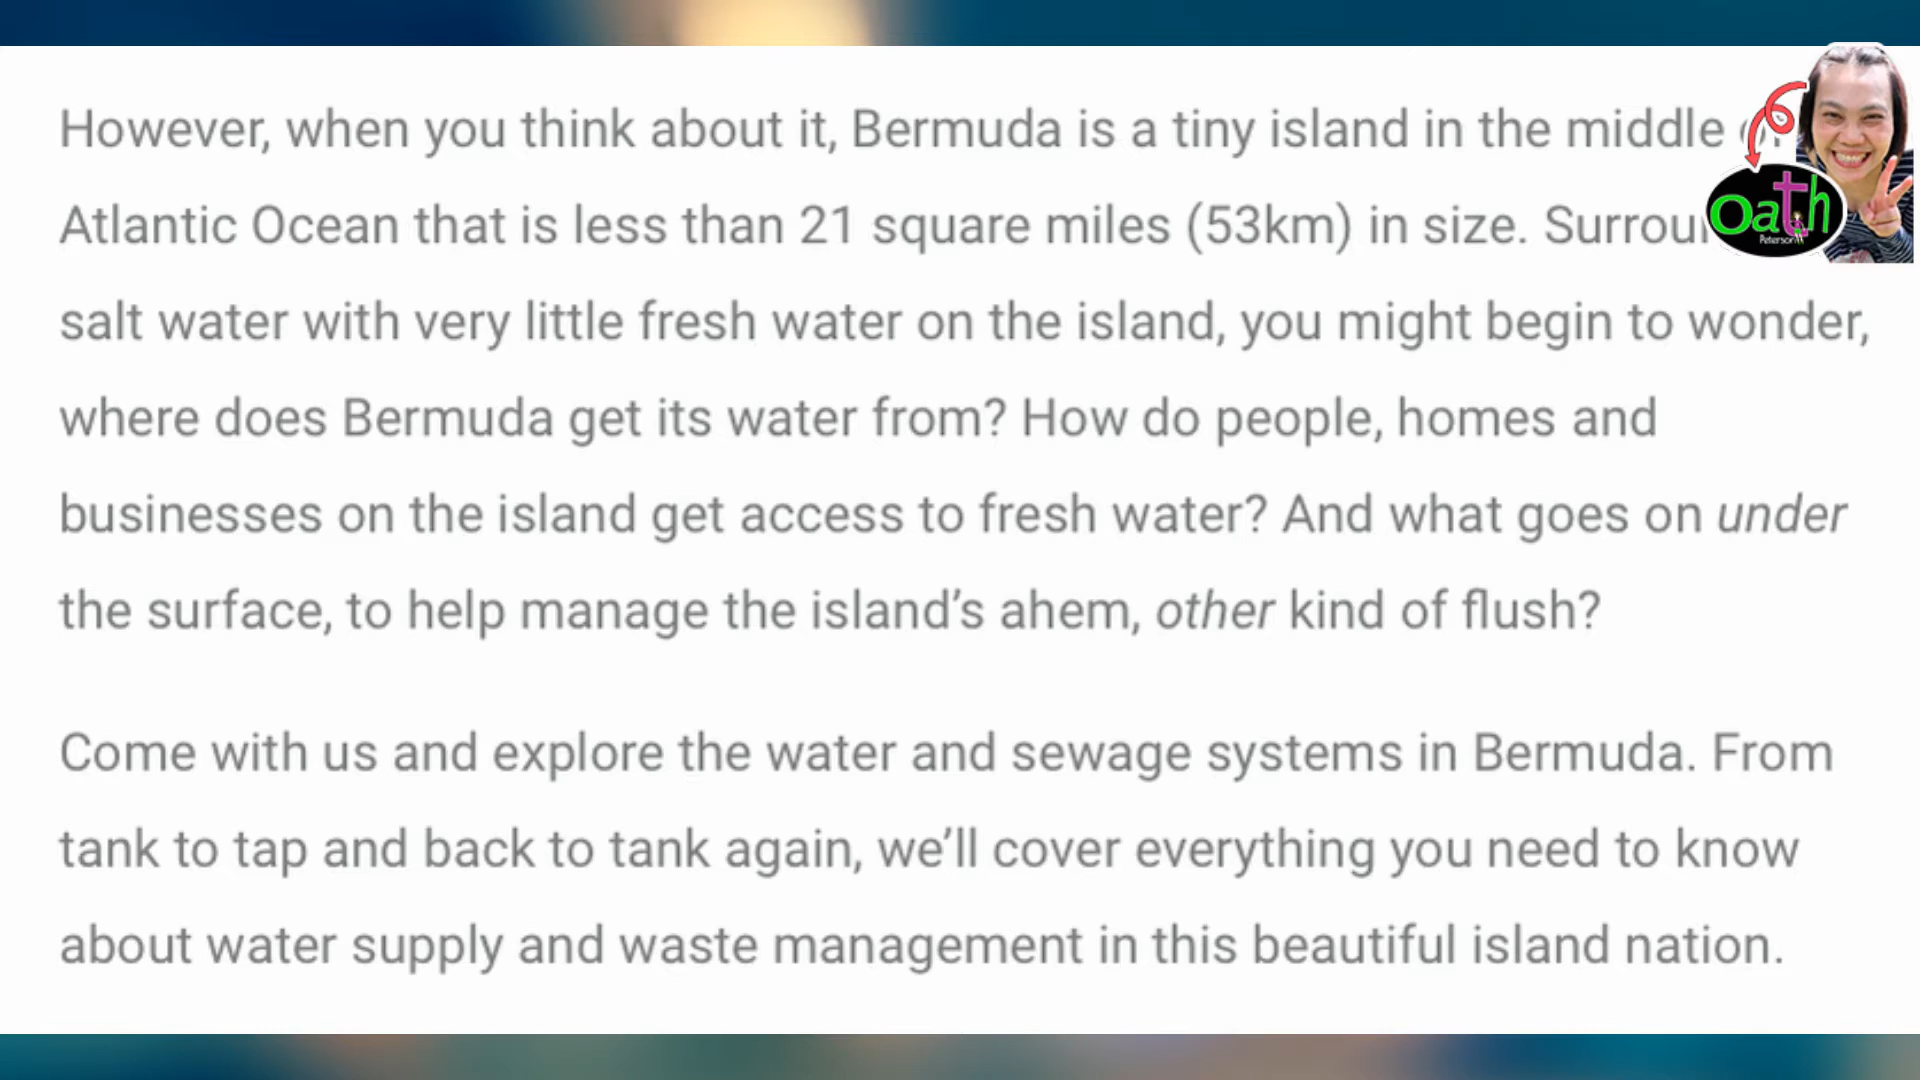 However, when you think about it, Bermuda is a tiny island in the middle
Atlantic Ocean that is less than 21 square miles (53km) in size.
salt water with very little fresh water on the island, you might begin to wonder,
where does Bermuda get its water from? How do people, homes and
businesses on the island get access to fresh water? And what goes on under
the surface, to help manage the island’s ahem, other kind of flush?
Come with us and explore the water and sewage systems in Bermuda. From
tank to tap and back to tank again, we’ll cover everything you need to know
about water supply and waste management in this beautiful island nation.
Oath
Peterson